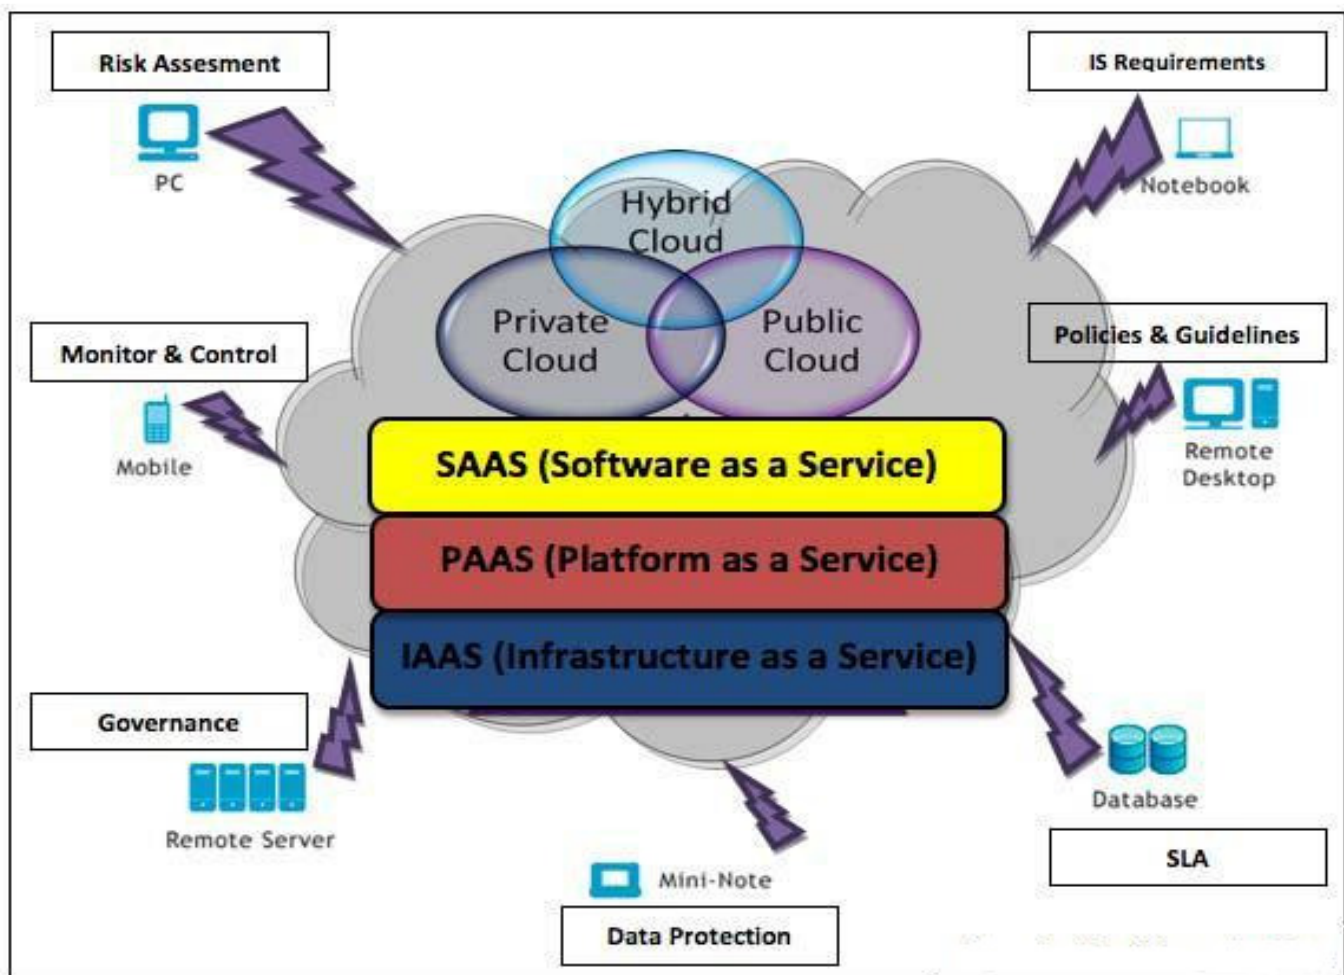 Risk Assesment
IS Requirements
PC
Notebook
Hybrid
Cloud
Private
Cloud
Public
Cloud
Monitor & Control
Policies & Guidelines
Mobile
Remote
Desktop
SAAS (Software as a Service)
PAAS (Platform as a Service)
IAAS (Infrastructure as a Service)
Governance
Remote Server
Database
SLA
Mini-Note
Data Protection